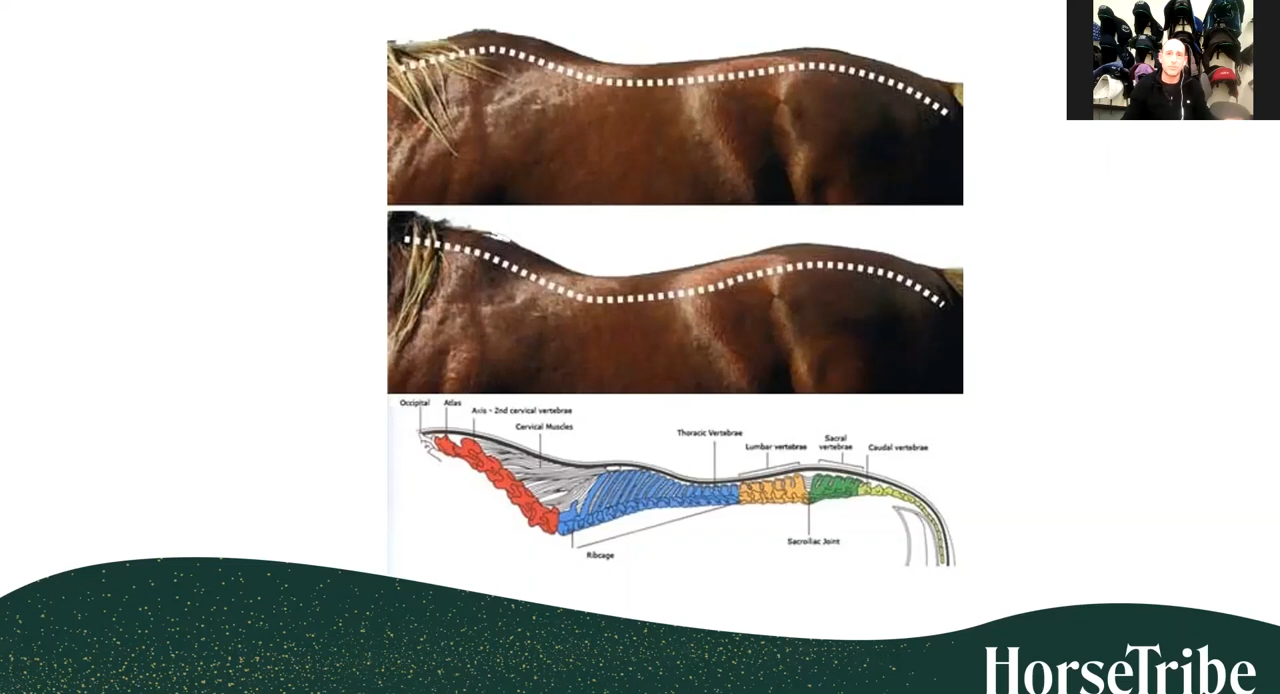 Occipital
Atlas
Axis - 2nd cervical vertebrae
Cervical Muscles
Thoracic Vertebrae
Lumbar vertebrae
Sacral
vertebrae
Caudal vertebrae
Sacroiliac Joint
Ribcage
HorseTribe